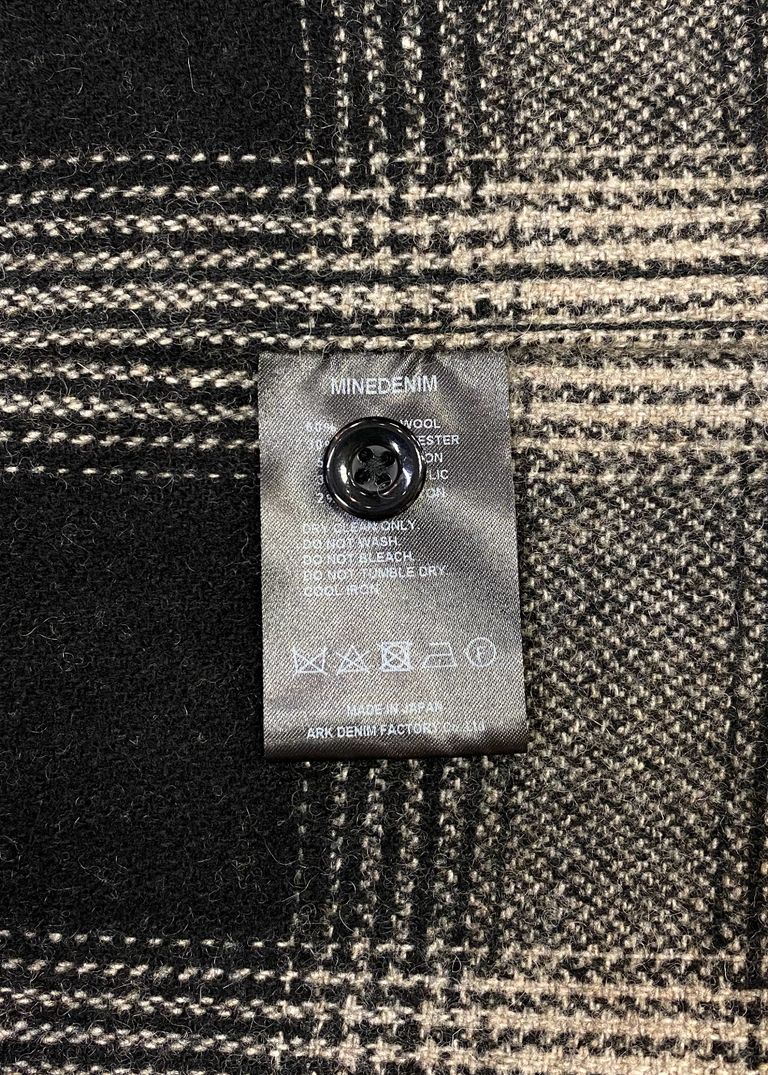 MINEDENIM
WOOL
DRY CLEAN ONLY.
DO NOT WASH.
DO NOT BLEACH.
DO NOT TUMBLE DRY.
COOL IRON.
F
MADE IN JAPAN
ARK DENIM FACTORY Co.,Ltd